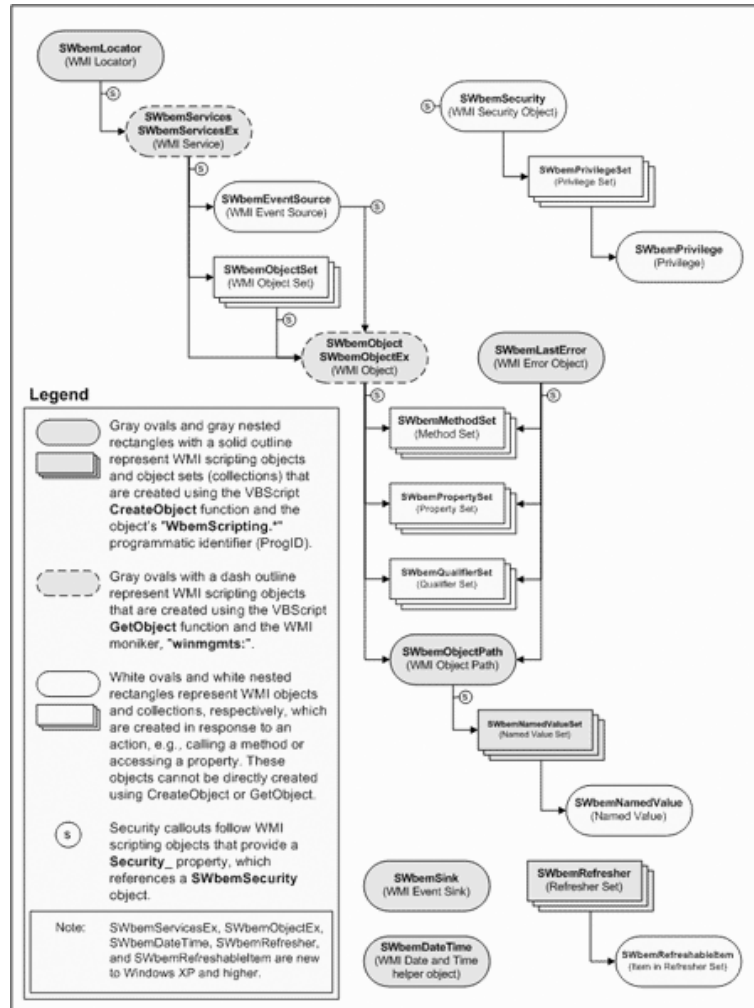 SWbemLocator
(WMI Locator)
S
SWbemServices
SWbemServicesEx
(WMI Service)
S
SWbemEventSource
(WMI Event Source)
S
SWbemObjectSet
(WMI Object Set)
S
SWbemObject
SWbemObjectEx
(WMI Object)
S
S
SWbemSecurity
(WMI Security Object)
SWbemPrivilegeSet
(Privilege Set)
SWbemPrivilege
(Privilege)
SWbemLastError
(WMI Error Object)
S
SWbemMethodSet
(Method Set)
SWbemPropertySet
(Property Set)
SWbemQualifierSet
(Qualifier Set)
SWbemObjectPath
(WMI Object Path)
S
SWbemNamedValueSet
(Named Value Set)
SWbemNamedValue
(Named Value)
SWbemSink
(WMI Event Sink)
SWbemRefresher
(Refresher Set)
SWbemDateTime
(WMI Date and Time
helper object)
SWbemRefreshableItem
(Item in Refresher Set)
Legend
Gray ovals and gray nested
rectangles with a solid outline
represent WMI scripting objects
and object sets (collections) that
are created using the VBScript
CreateObject function and the
object's "WbemScripting.*"
programmatic identifier (ProgID).
Gray ovals with a dash outline
represent WMI scripting objects
that are created using the VBScript
GetObject function and the WMI
moniker, "winmgmts:".
White ovals and white nested
rectangles represent WMI objects
and collections, respectively, which
are created in response to an
action, e.g., calling a method or
accessing a property. These
objects cannot be directly created
using CreateObject or GetObject.
S
Security callouts follow WMI
scripting objects that provide a
Security_ property, which
references a SWbemSecurity
object.
Note: SWbemServicesEx, SWbemObjectEx,
SWbemDateTime, SWbemRefresher,
and SWbemRefreshableItem are new
to Windows XP and higher.